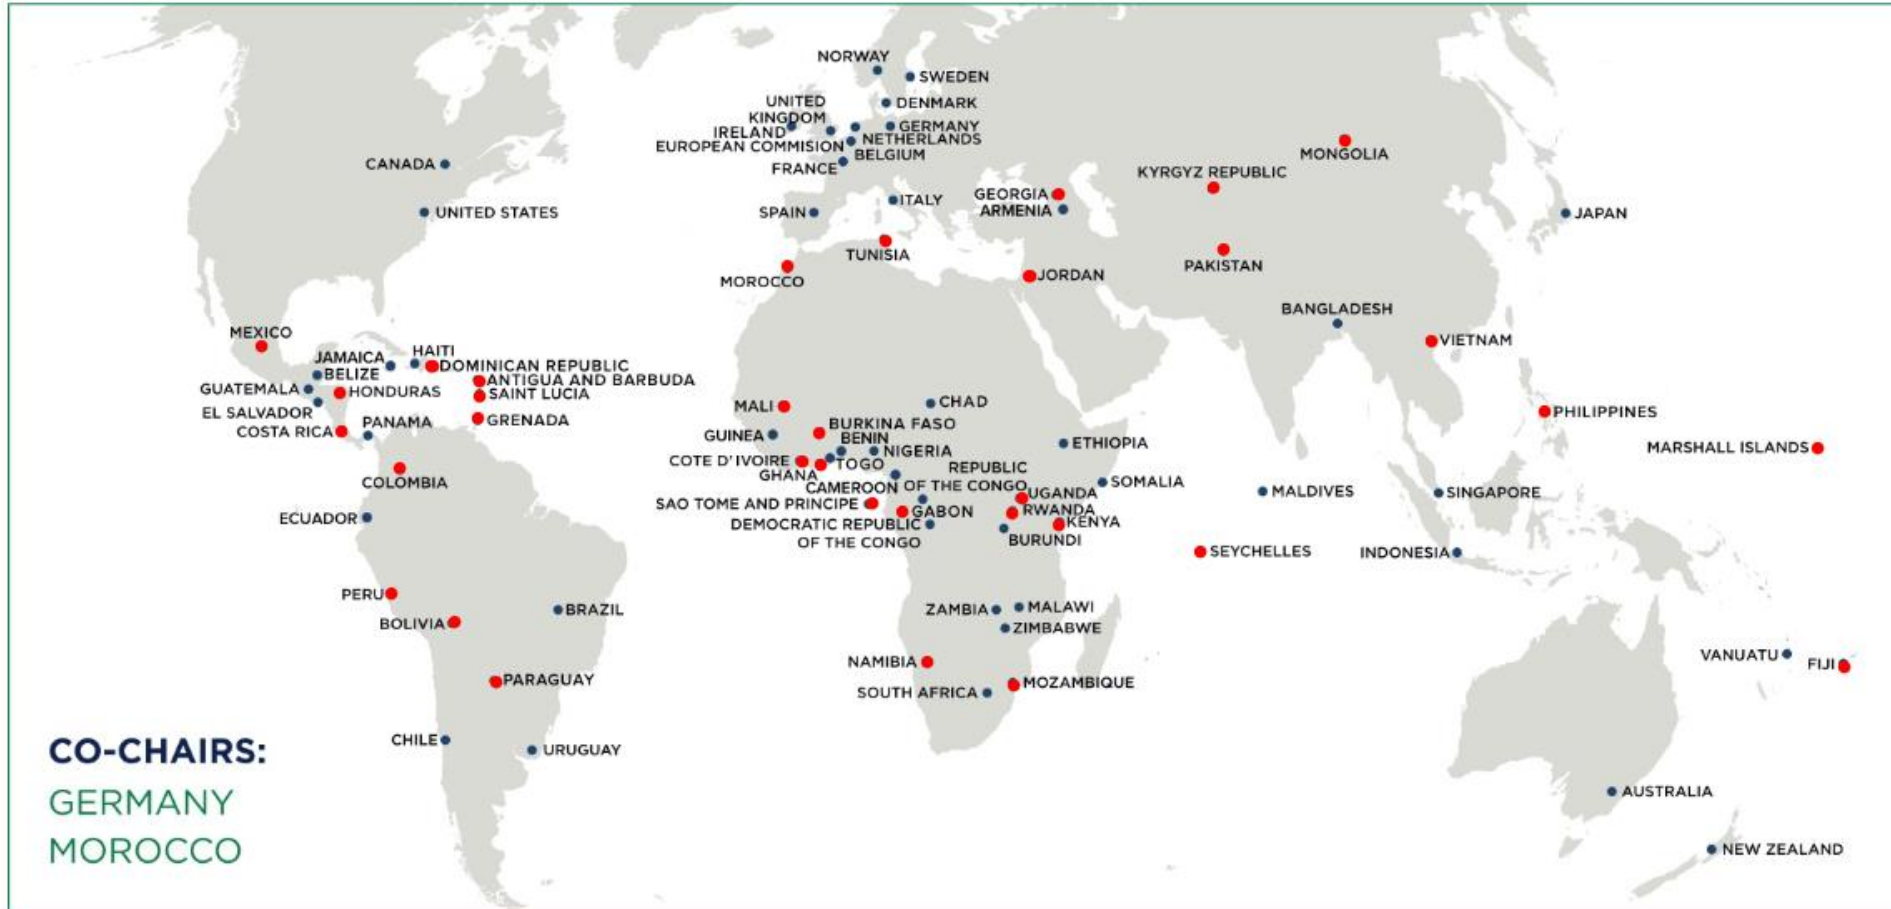 NORWAY
SWEDEN
UNITED
KINGDOM
DENMARK
IRELAND
GERMANY
EUROPEAN COMMISION
NETHERLANDS
BELGIUM
FRANCE
CANADA
UNITED STATES
SPAIN
ITALY
GEORGIA
ARMENIA
KYRGYZ REPUBLIC
MONGOLIA
JAPAN
TUNISIA
MOROCCO
JORDAN
PAKISTAN
BANGLADESH
VIETNAM
MEXICO
JAMAICA
HAITI
DOMINICAN REPUBLIC
BELIZE
ANTIGUA AND BARBUDA
GUATEMALA
HONDURAS
SAINT LUCIA
EL SALVADOR
PANAMA
GRENADA
COSTA RICA
COLOMBIA
ECUADOR
PERU
BOLIVIA
BRAZIL
PARAGUAY
CHILE
URUGUAY
MALI
CHAD
BURKINA FASO
GUINEA
BENIN
NIGERIA
ETHIOPIA
COTE D'IVOIRE
GHANA
TOGO
REPUBLIC
OF THE CONGO
CAMEROON
SOMALIA
UGANDA
SAO TOME AND PRINCIPE
GABON
RWANDA
KENYA
DEMOCRATIC REPUBLIC
OF THE CONGO
BURUNDI
ZAMBIA
MALAWI
ZIMBABWE
NAMIBIA
MOZAMBIQUE
SOUTH AFRICA
MALDIVES
SEYCHELLES
SINGAPORE
INDONESIA
PHILIPPINES
MARSHALL ISLANDS
VANUATU
FIJI
AUSTRALIA
NEW ZEALAND
CO-CHAIRS:
GERMANY
MOROCCO